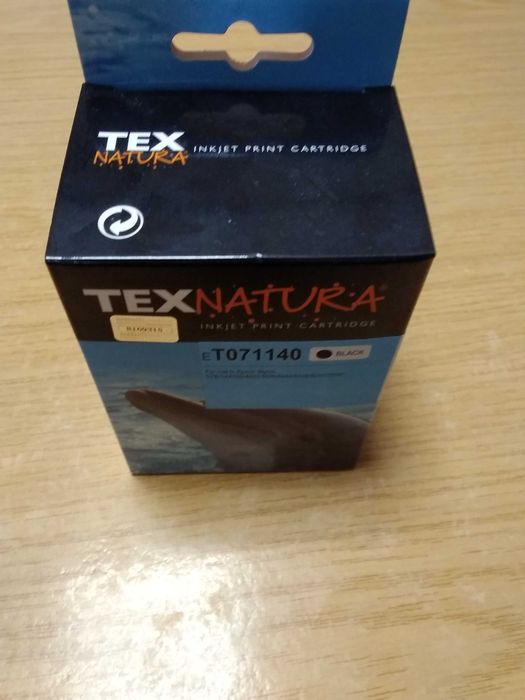 TEX
NATURA INKJET PRINT CARTRIDGE
TEXNATURA®
INKJET PRINT CARTRIDGE
ET071140 BLACK